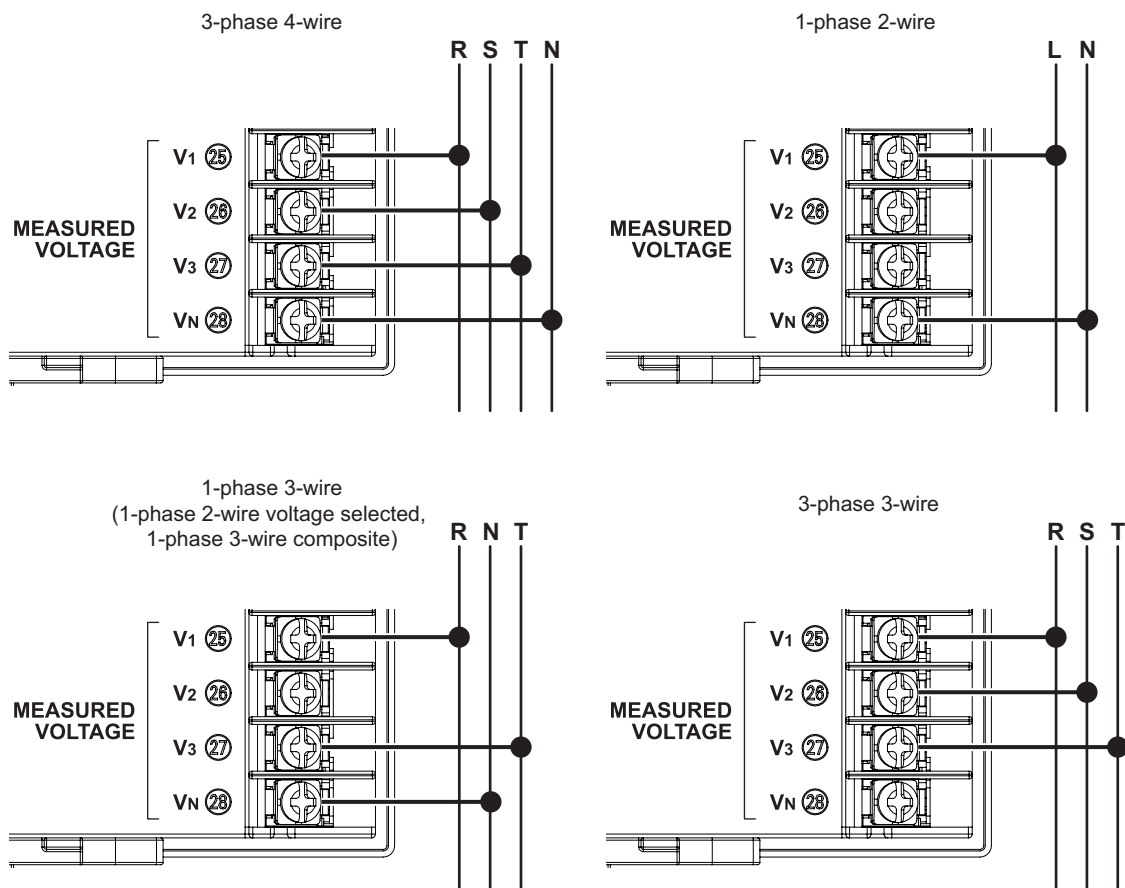 3-phase 4-wire
R S T N
V1 25
V2 26
MEASURED
VOLTAGE
V3 27
VN 28
1-phase 2-wire
L N
V1 25
V2 26
MEASURED
VOLTAGE
V3 27
VN 28
1-phase 3-wire
(1-phase 2-wire voltage selected,
1-phase 3-wire composite)
R N T
V1 25
V2 26
MEASURED
VOLTAGE
V3 27
VN 28
3-phase 3-wire
R S T
V1 25
V2 26
MEASURED
VOLTAGE
V3 27
VN 28